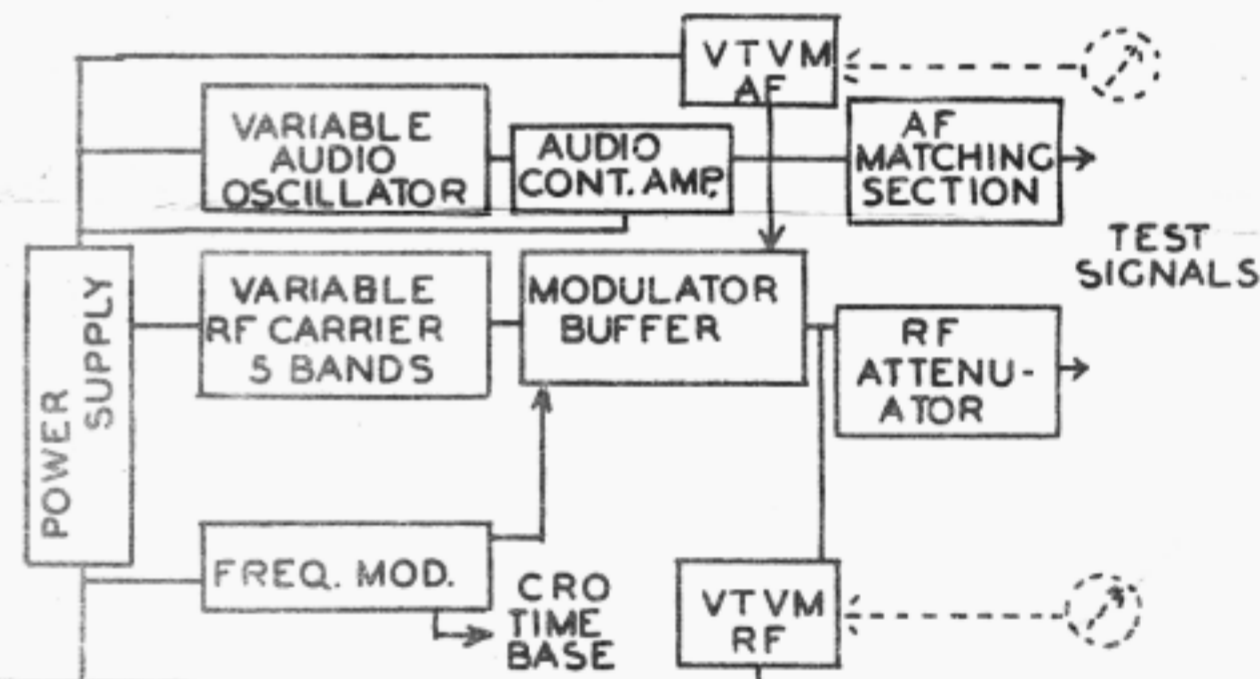 VTVM
AF
VARIABLE
AUDIO
OSCILLATOR
AUDIO
CONT. AMP.
AF
MATCHING
SECTION
TEST
SIGNALS
POWER
SUPPLY
VARIABLE
RF CARRIER
5 BANDS
MODULATOR
BUFFER
RF
ATTENU-
ATOR
FREQ. MOD.
CRO
TIME
BASE
VTVM
RF